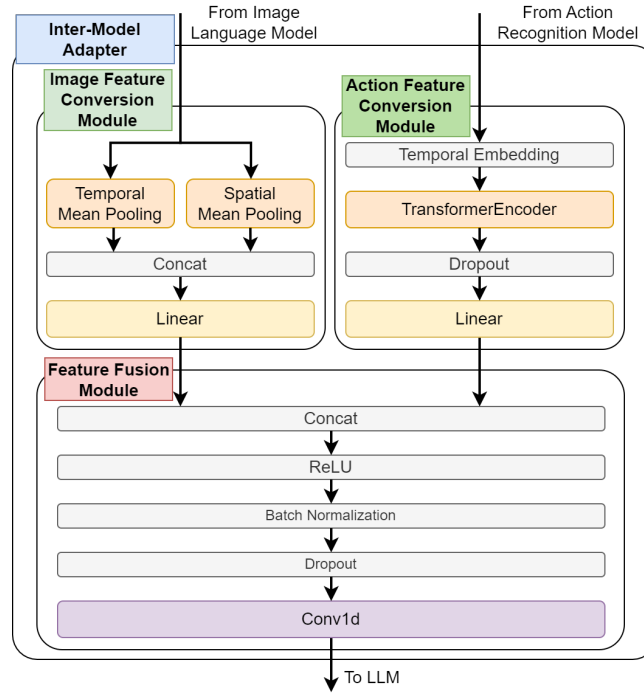 From Image
Language Model
From Action
Recognition Model
Inter-Model
Adapter
Image Feature
Conversion
Module
Temporal
Mean Pooling
Spatial
Mean Pooling
Concat
Linear
Action Feature
Conversion
Module
Temporal Embedding
TransformerEncoder
Dropout
Linear
Feature Fusion
Module
Concat
ReLU
Batch Normalization
Dropout
Conv1d
To LLM